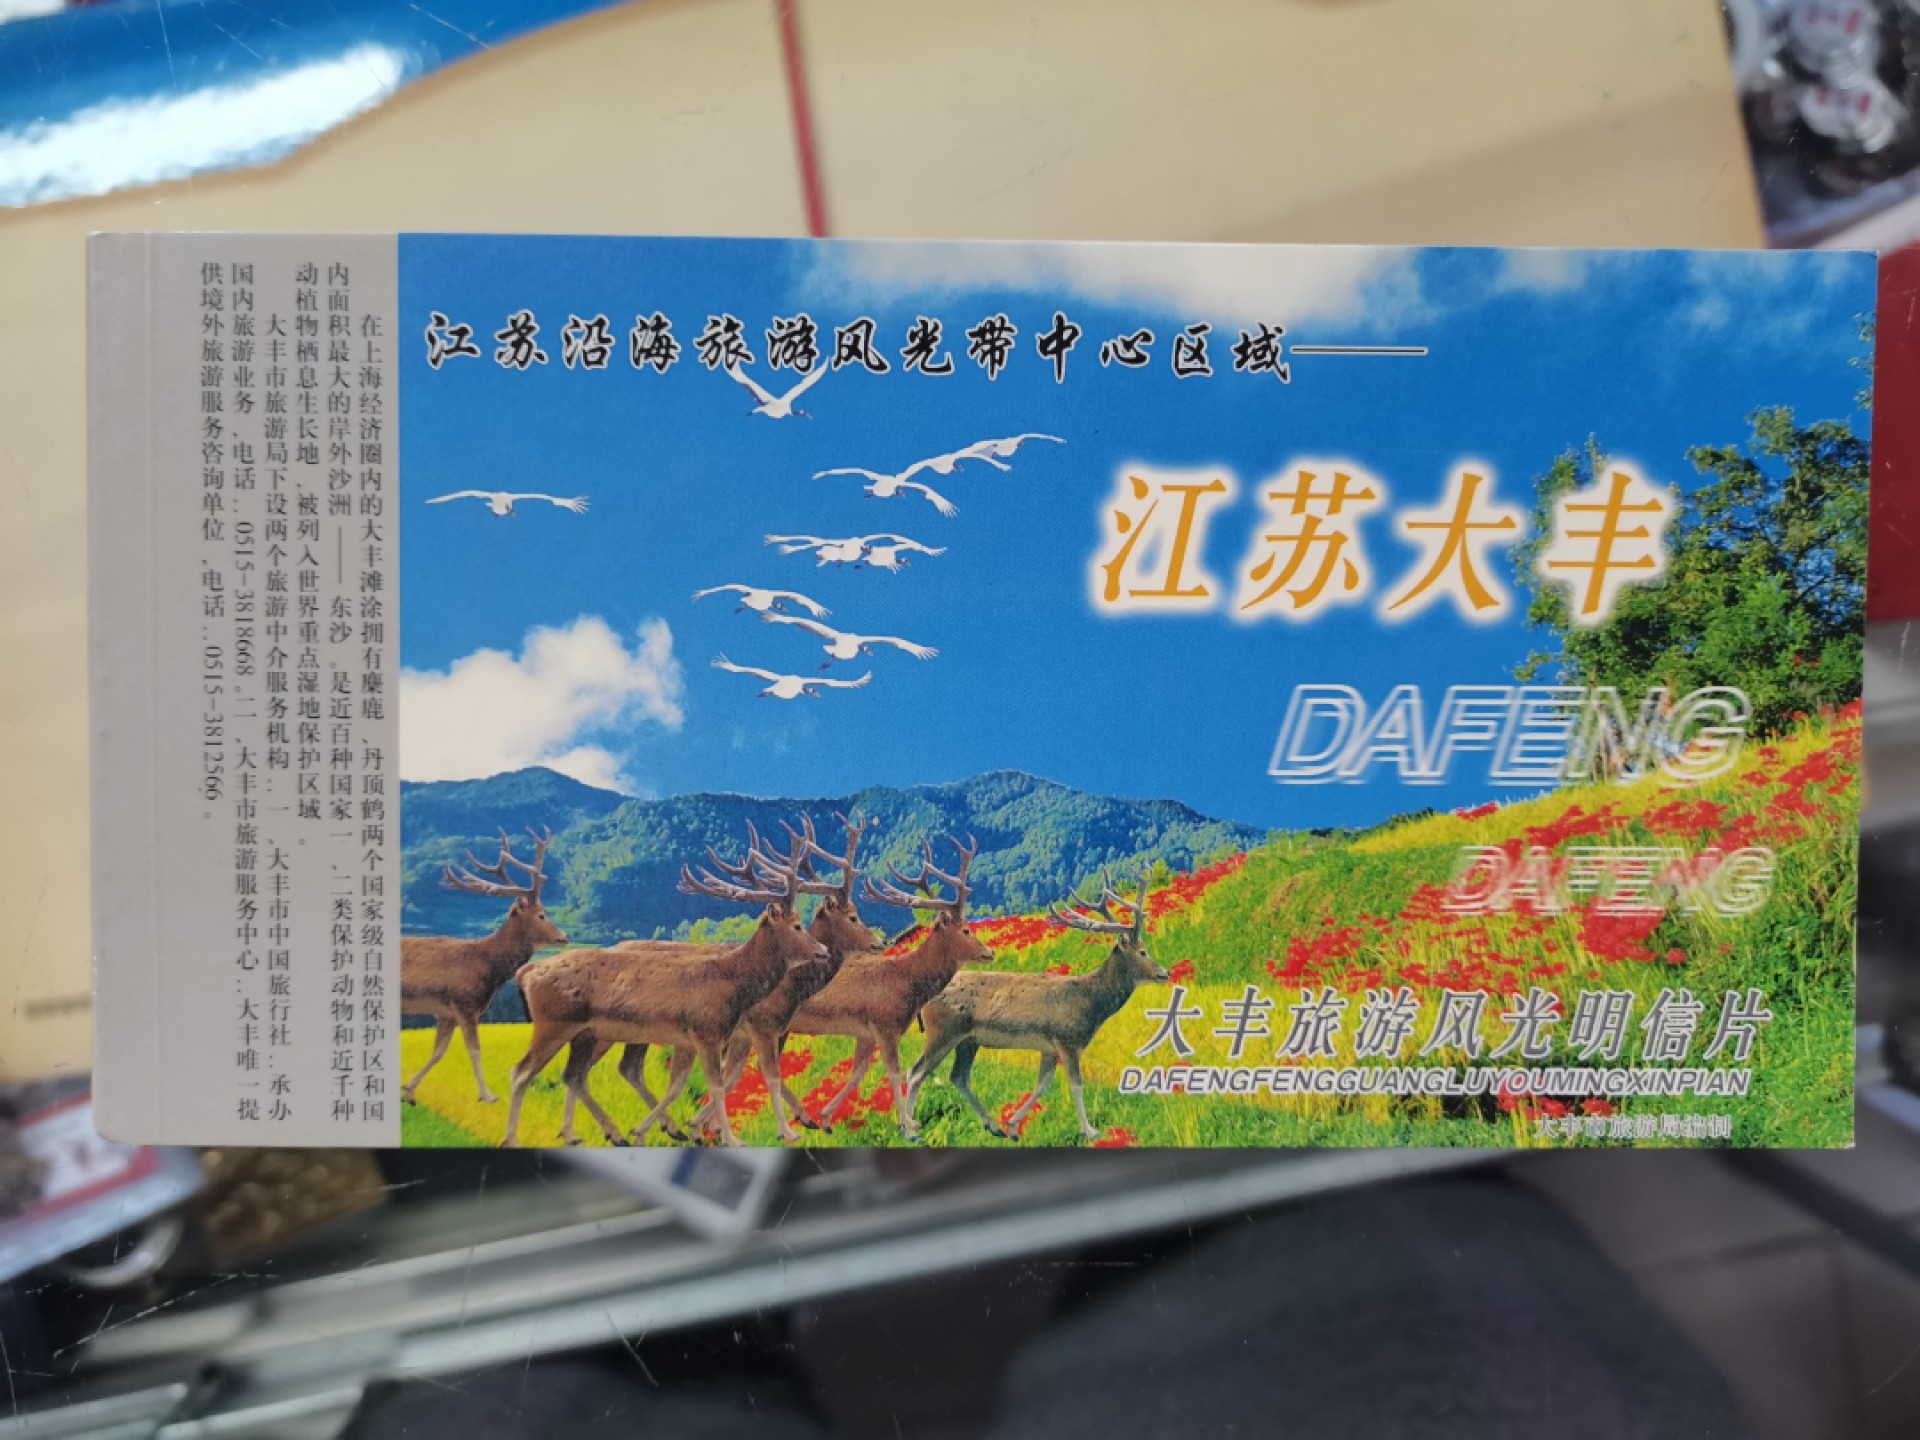 江苏沿海旅游风光带中心区域——
江苏大丰
DAFENG
DAFENG
大丰旅游风光明信片
DAFENGFENGGUANGLUYOUMINGXINPIAN
大丰市旅游局编制
在上海经济圈内的大丰滩涂拥有麋鹿、丹顶鹤两个国家级自然保护区和国
内面积最大的岸外沙洲——东沙。是近百种国家一、二类保护动物和近千种
动植物栖息生长地,被列入世界重点湿地保护区域。
大丰市旅游局下设两个旅游中介服务机构:一、大丰市中国旅行社:承办
国内旅游业务,电话:0515-3818668。二、大丰市旅游服务中心:大丰唯一提
供境外旅游服务咨询单位,电话:0515-3812566。